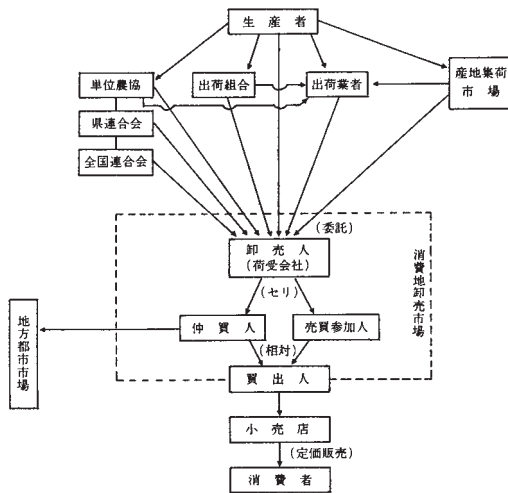 生産者
単位農協
出荷組合
出荷業者
産地集荷
市場
県連合会
全国連合会
(委託)
卸売人
(荷受会社)
消費地卸売市場
(セリ)
地方都市市場
仲買人
売買参加人
(相対)
買出人
小売店
(定価販売)
消費者